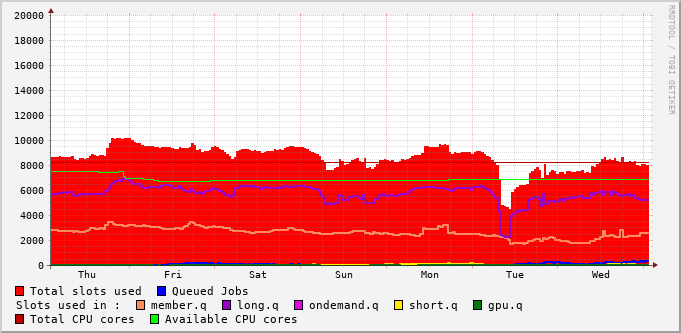 RRDTOOL / TOBI OETIKER
20000
18000
16000
14000
12000
10000
8000
6000
4000
2000
0
Thu Fri Sat Sun Mon Tue Wed
Total slots used Queued Jobs
Slots used in : member.q long.q ondemand.q short.q gpu.q
Total CPU cores Available CPU cores